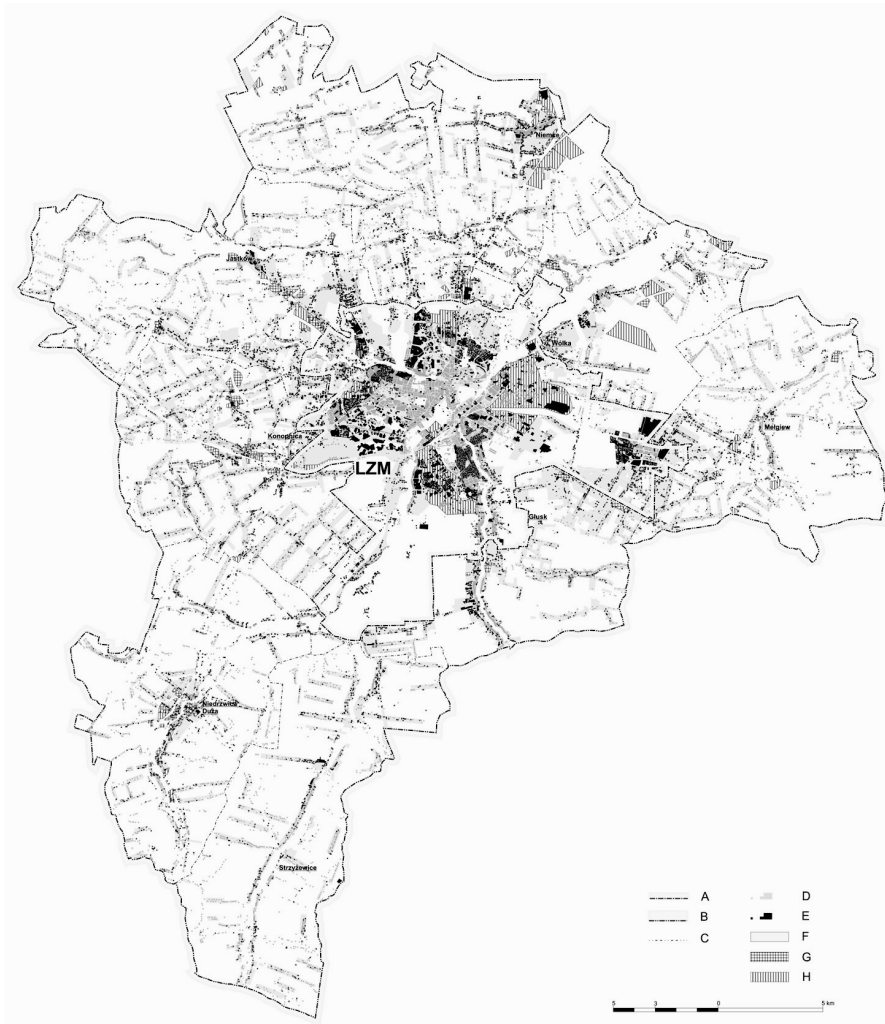 Niemce
Jastków
Wólka
Mełgiew
Konopnica
LZM
Głusk
Niedrzwica
Duża
Strzyżewice
A
B
C
D
E
F
G
H
5 3 0 5 km